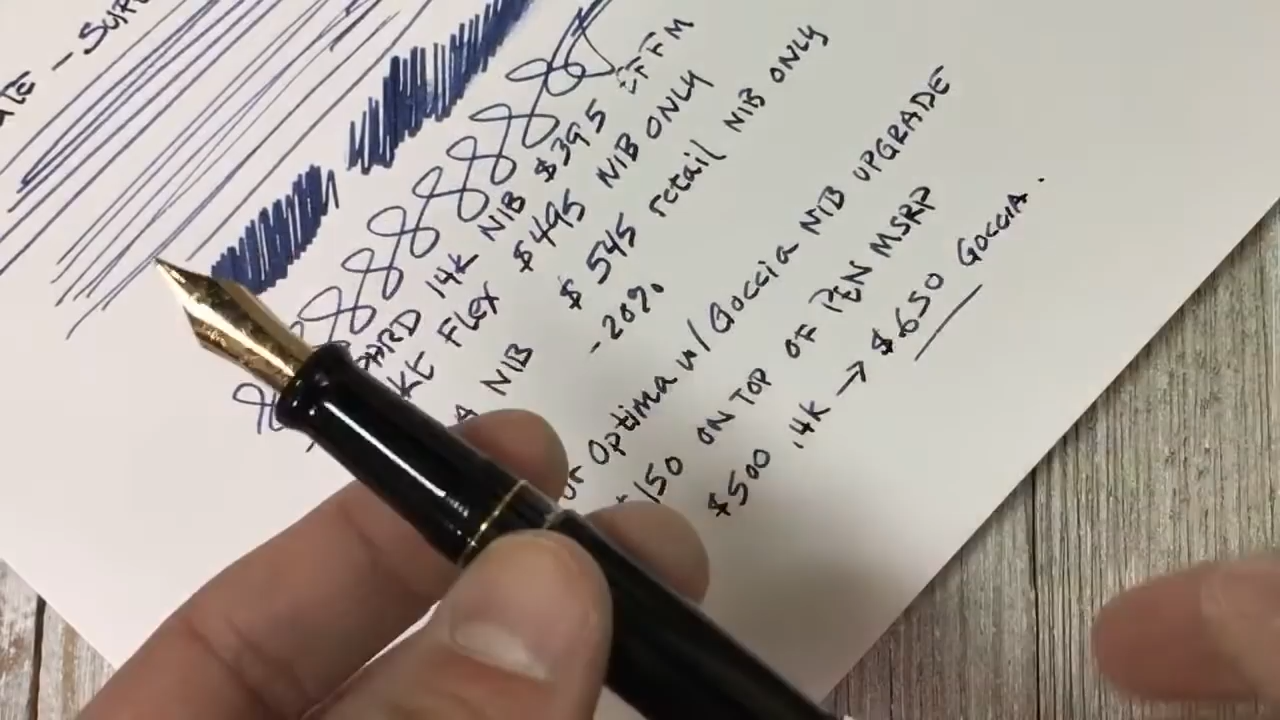 ATE - SUP
HARD 14K NIB $395 EFFM
KE FLEX $495 NIB ONLY
A NIB $545 retail NIB ONLY
-20%
or Optima w/Goccia NIB UPGRADE
$150 ON TOP OF PEN MSRP
$500 14K → $650 GOCCIA.